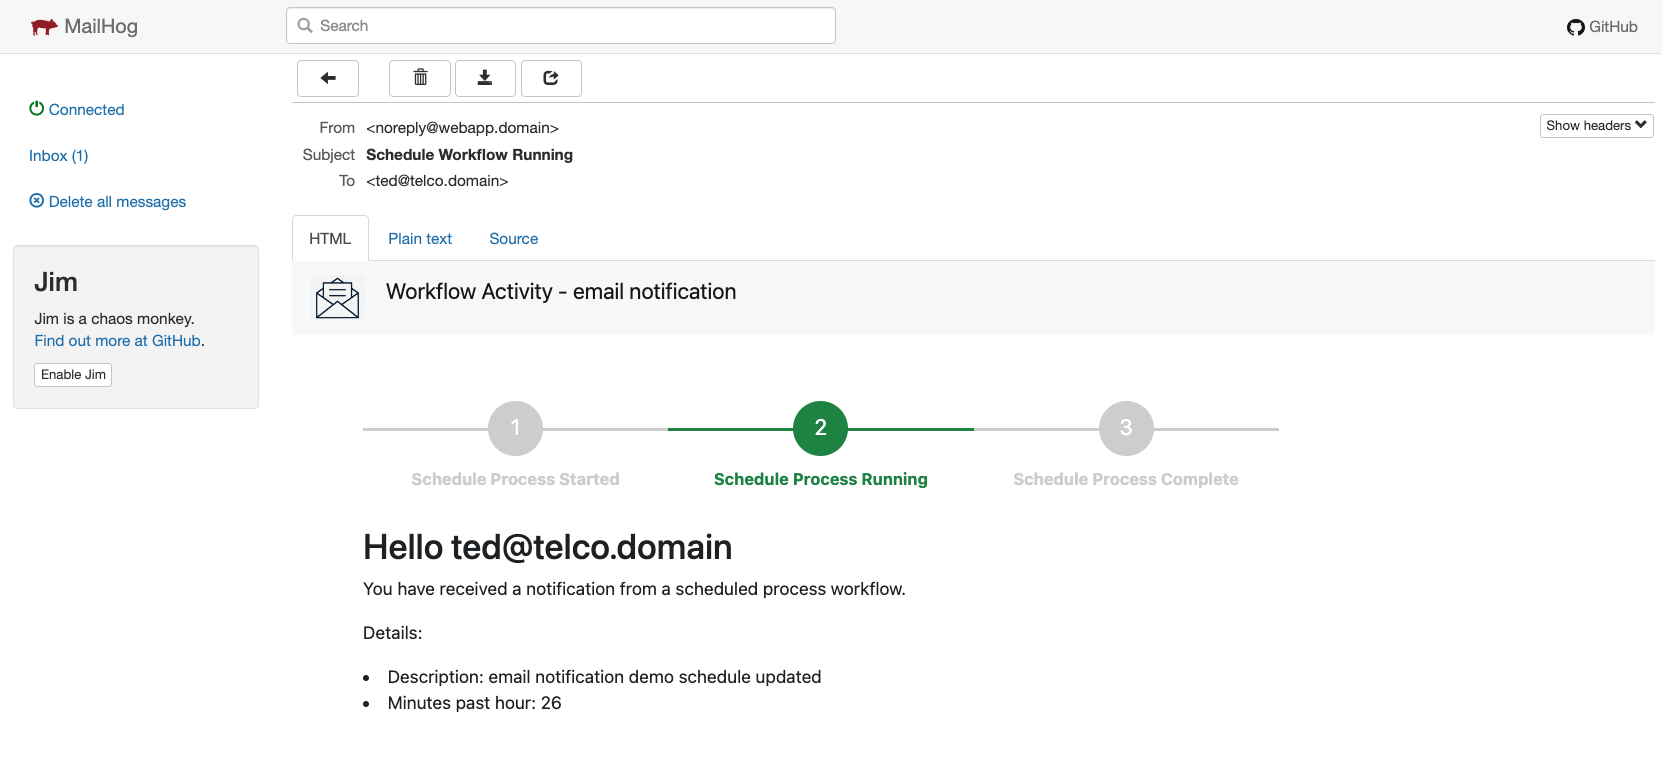 MailHog
Search
GitHub
Connected
Inbox (1)
Delete all messages
Jim
Jim is a chaos monkey.
Find out more at GitHub.
Enable Jim
From <noreply@webapp.domain>
Show headers
Subject Schedule Workflow Running
To <ted@telco.domain>
HTML Plain text Source
Workflow Activity - email notification
1 2 3
Schedule Process Started Schedule Process Running Schedule Process Complete
Hello ted@telco.domain
You have received a notification from a scheduled process workflow.
Details:
• Description: email notification demo schedule updated
• Minutes past hour: 26